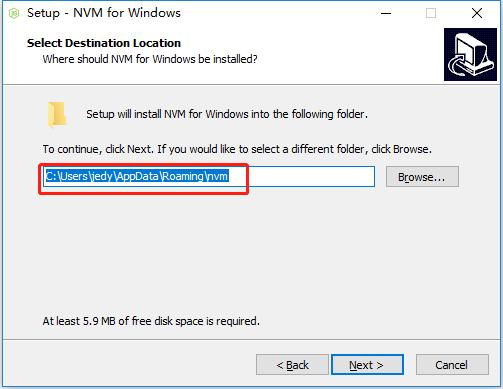 Setup - NVM for Windows
Select Destination Location
Where should NVM for Windows be installed?
Setup will install NVM for Windows into the following folder.
To continue, click Next. If you would like to select a different folder, click Browse.
C:\Users\jedy\AppData\Roaming\nvm
Browse...
At least 5.9 MB of free disk space is required.
< Back
Next >
Cancel